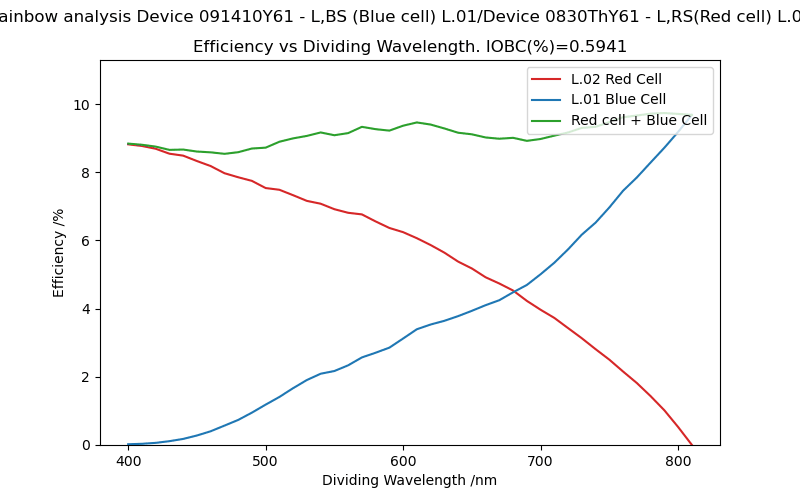 ainbow analysis Device 091410Y61 - L,BS (Blue cell) L.01/Device 0830ThY61 - L,RS(Red cell) L.0
Efficiency vs Dividing Wavelength. IOBC(%)=0.5941
L.02 Red Cell
L.01 Blue Cell
Red cell + Blue Cell
Efficiency /%
10
8
6
4
2
0
400 500 600 700 800
Dividing Wavelength /nm